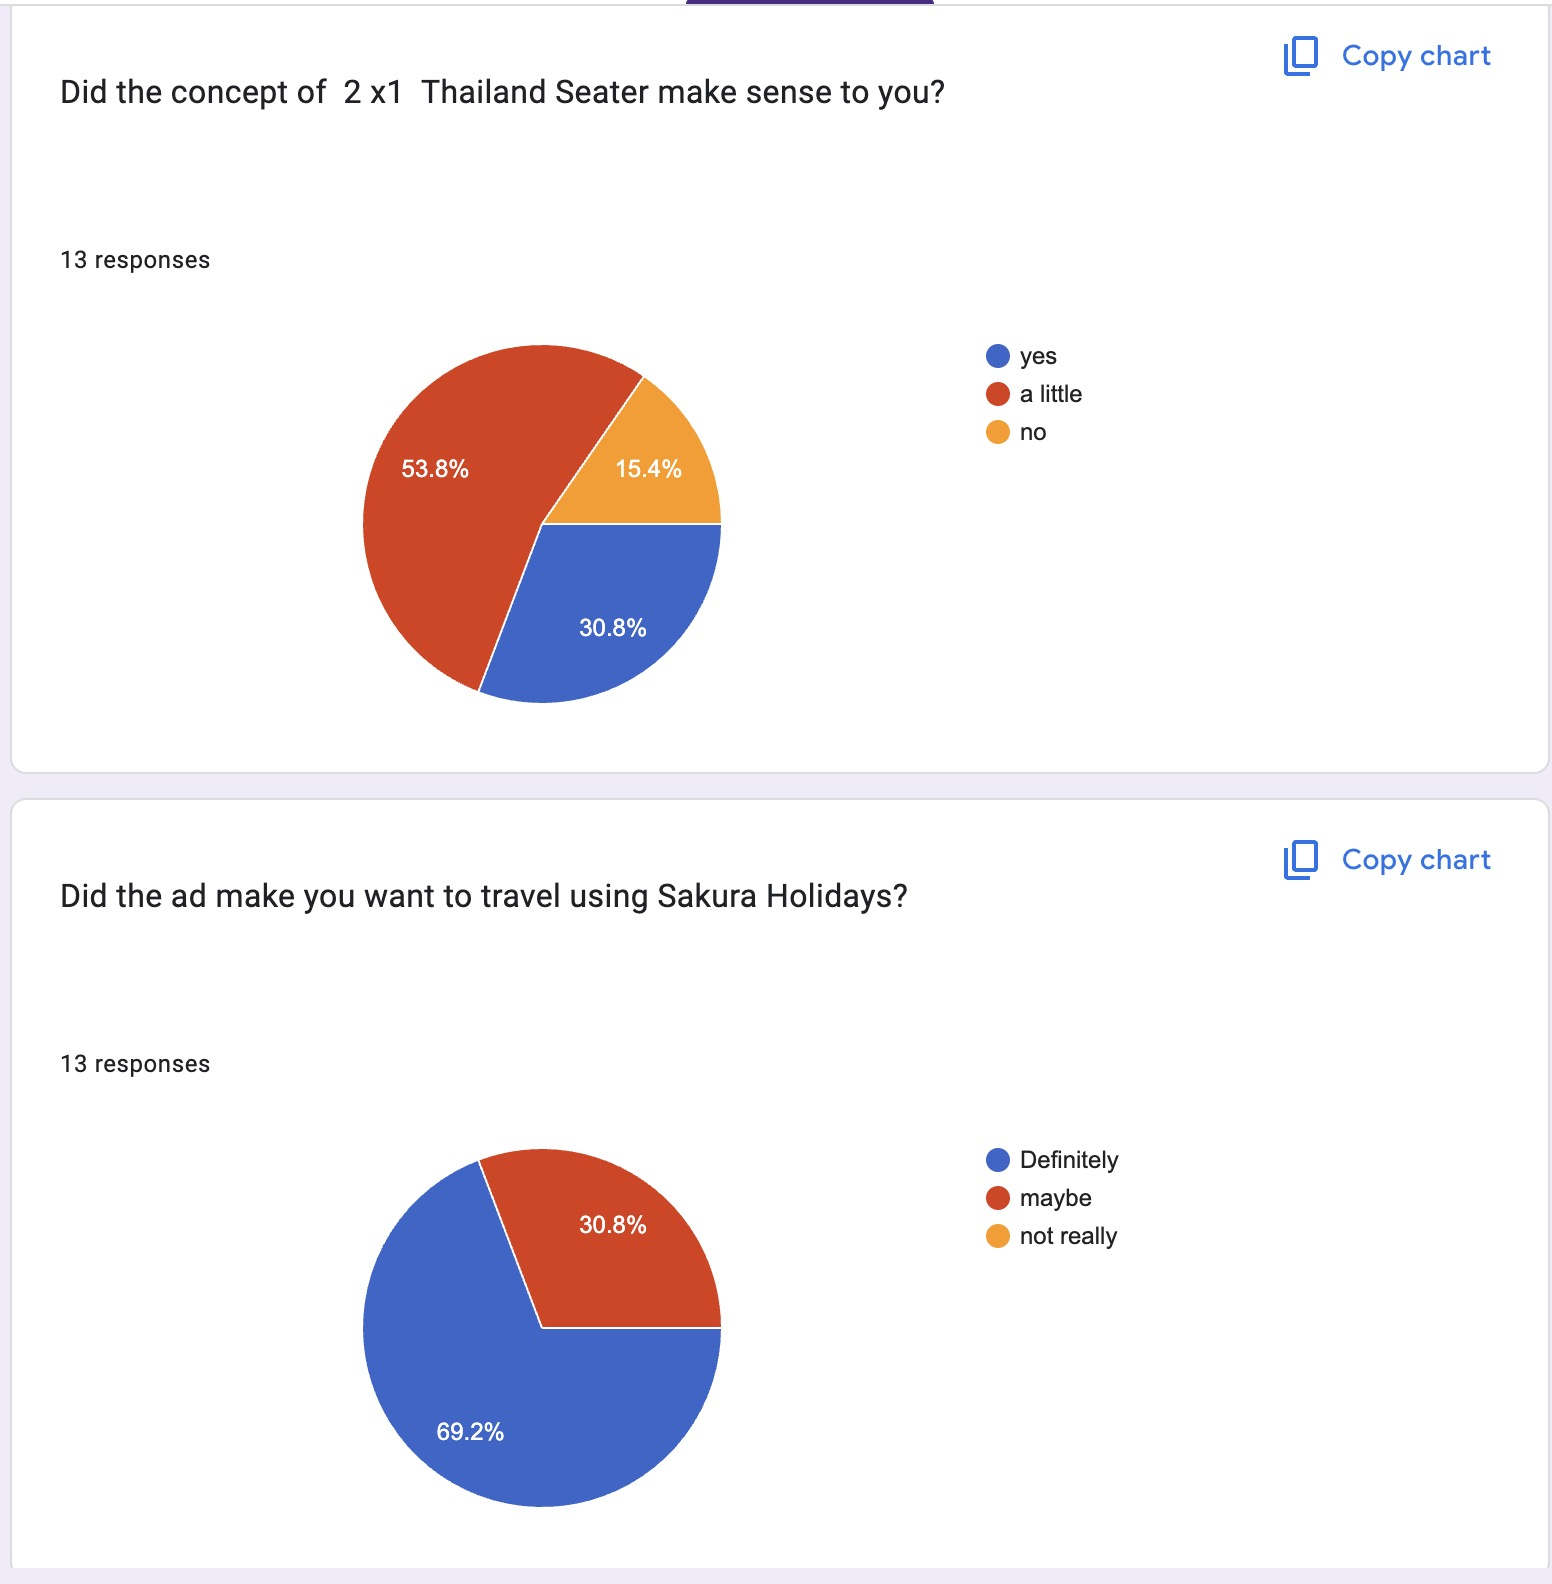 Copy chart
Did the concept of  2 x1  Thailand Seater make sense to you?
13 responses
yes
a little
no
53.8%
15.4%
30.8%
Copy chart
Did the ad make you want to travel using Sakura Holidays?
13 responses
Definitely
maybe
not really
30.8%
69.2%